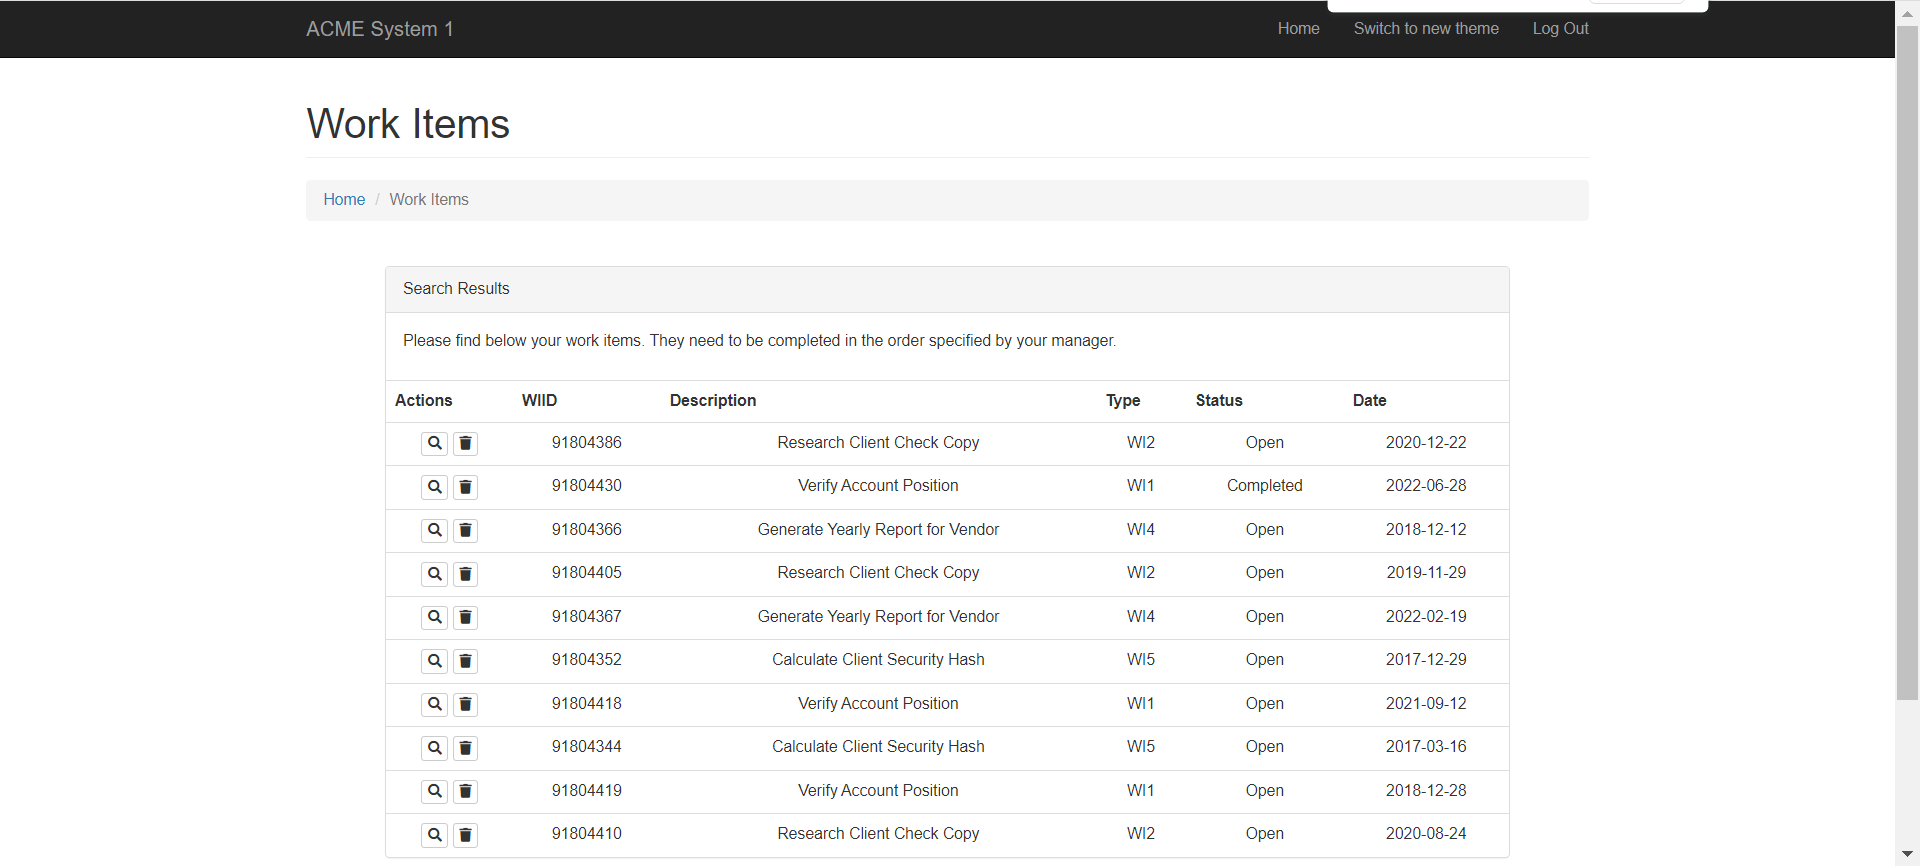 ACME System 1 Home Switch to new theme Log Out
Work Items
Home / Work Items
Search Results
Please find below your work items. They need to be completed in the order specified by your manager.
Actions WIID Description Type Status Date
91804386 Research Client Check Copy WI2 Open 2020-12-22
91804430 Verify Account Position WI1 Completed 2022-06-28
91804366 Generate Yearly Report for Vendor WI4 Open 2018-12-12
91804405 Research Client Check Copy WI2 Open 2019-11-29
91804367 Generate Yearly Report for Vendor WI4 Open 2022-02-19
91804352 Calculate Client Security Hash WI5 Open 2017-12-29
91804418 Verify Account Position WI1 Open 2021-09-12
91804344 Calculate Client Security Hash WI5 Open 2017-03-16
91804419 Verify Account Position WI1 Open 2018-12-28
91804410 Research Client Check Copy WI2 Open 2020-08-24